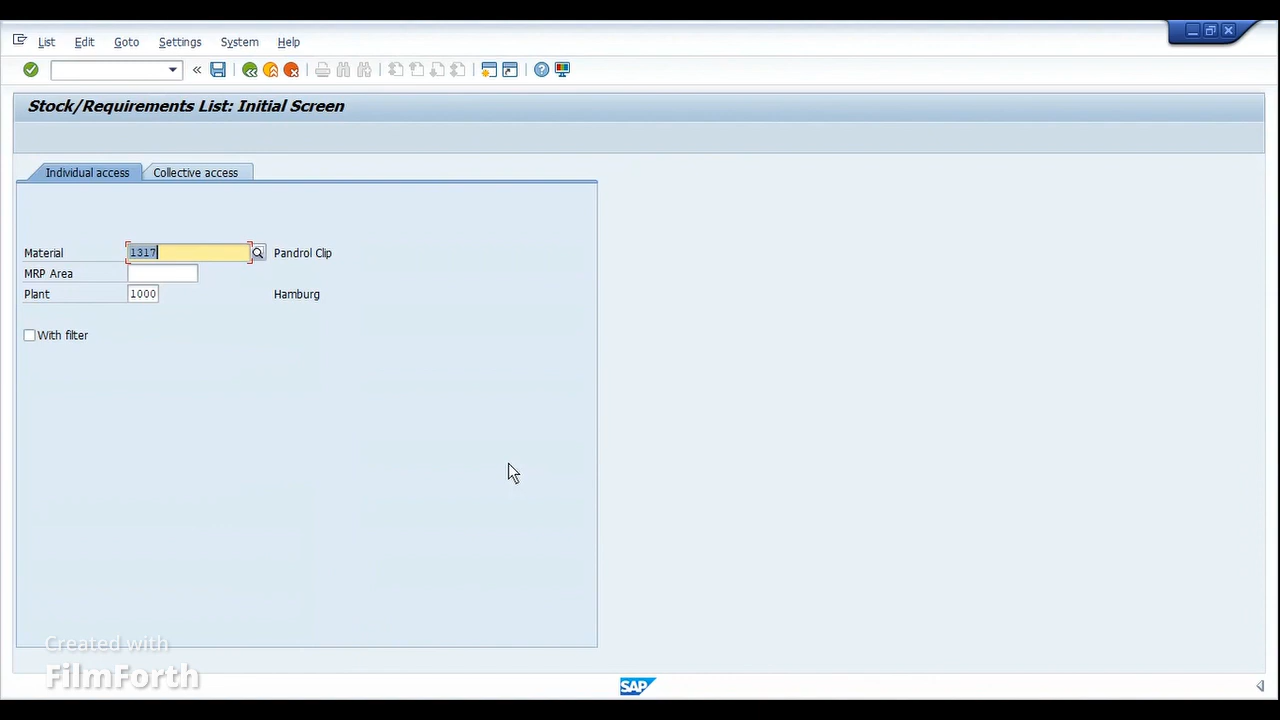 List Edit Goto Settings System Help
Stock/Requirements List: Initial Screen
Individual access Collective access
Material 1317 Pandrol Clip
MRP Area
Plant 1000 Hamburg
With filter
Created with
FilmForth
SAP